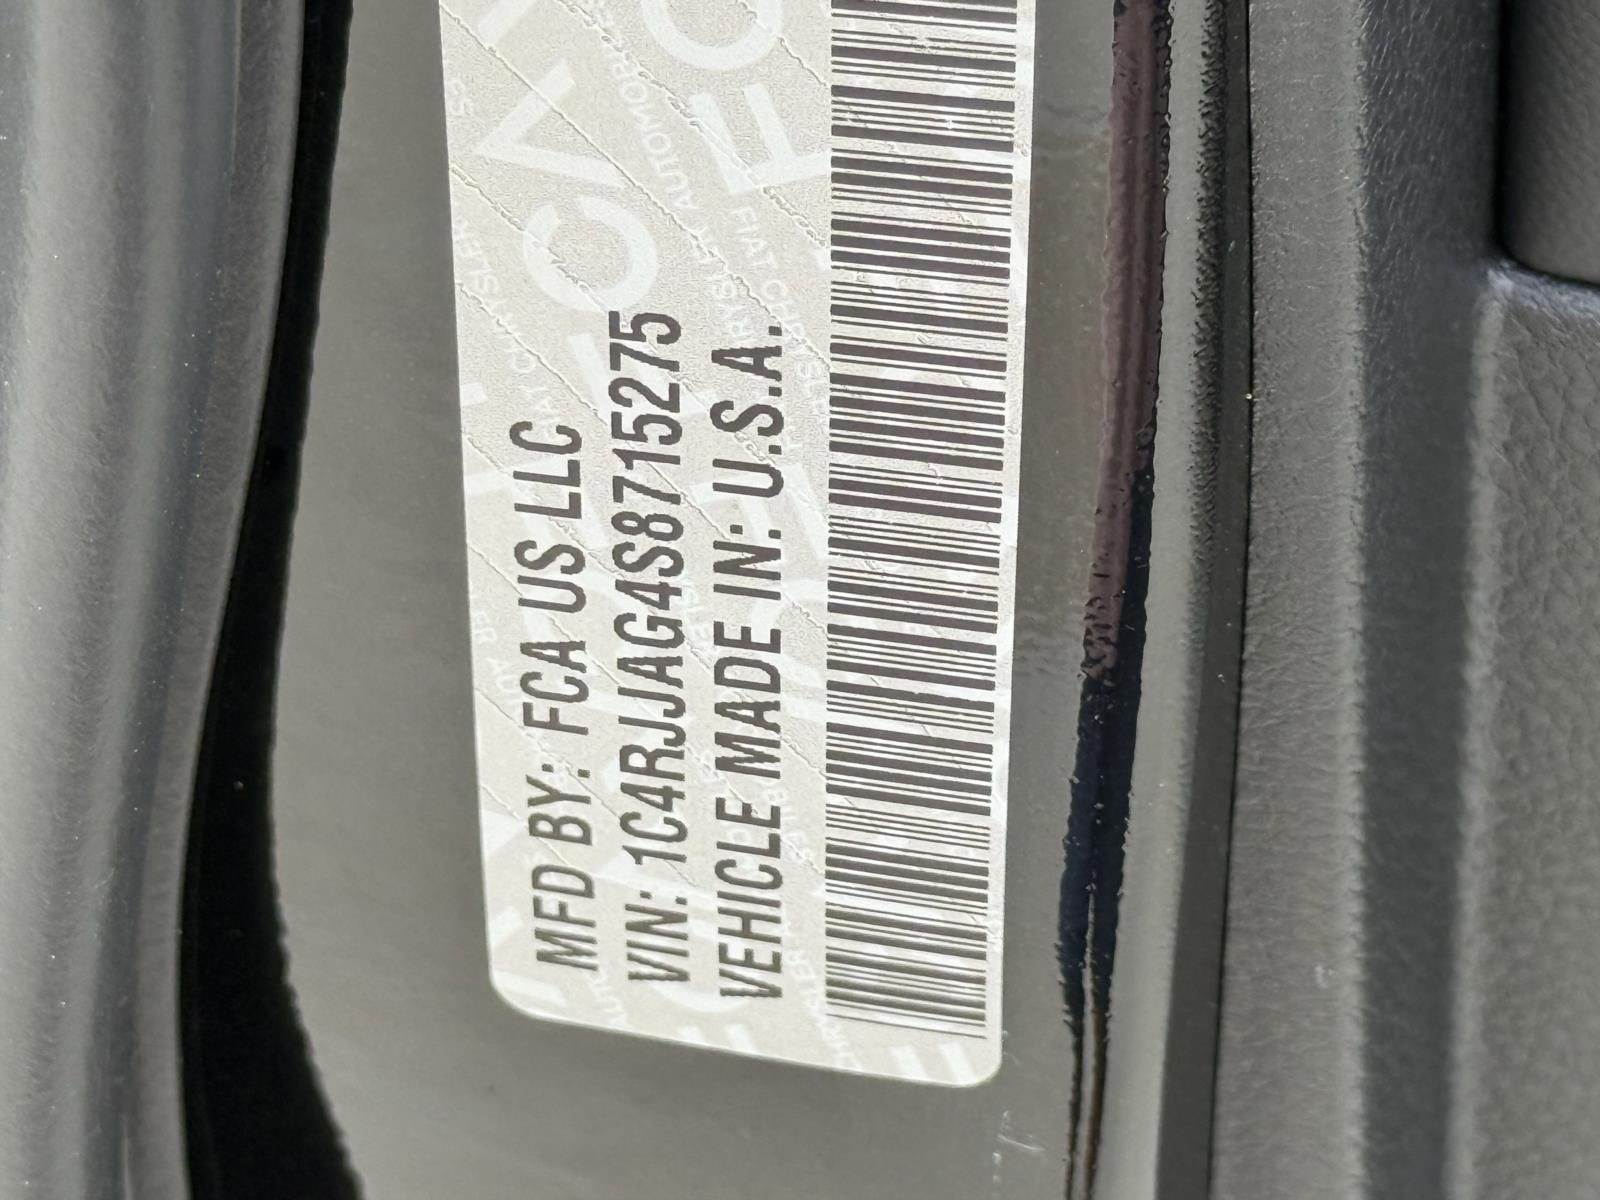 MFD BY: FCA US LLC
VIN: 1C4RJJAG4S8715275
VEHICLE MADE IN: U.S.A.